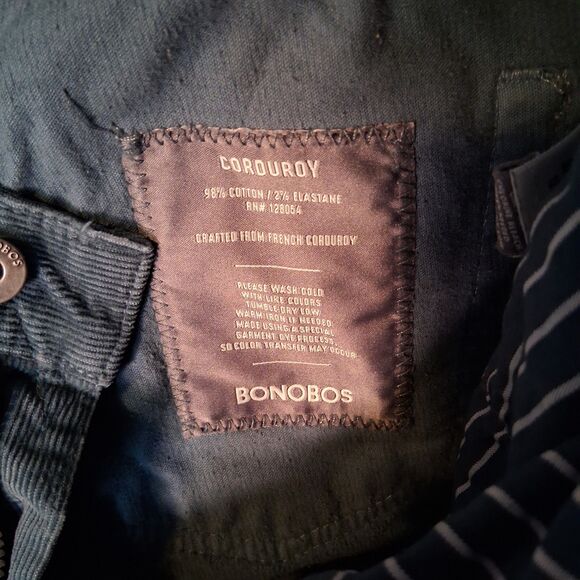 CORDUROY
98% COTTON / 2% ELASTANE
RN# 128054
CRAFTED FROM FRENCH CORDUROY
PLEASE WASH COLD
WITH LIKE COLORS
TUMBLE DRY LOW
WARM IRON IF NEEDED.
MADE USING A SPECIAL
GARMENT DYE PROCESS,
SO COLOR TRANSFER MAY OCCUR.
BONOBOS
NOBOS